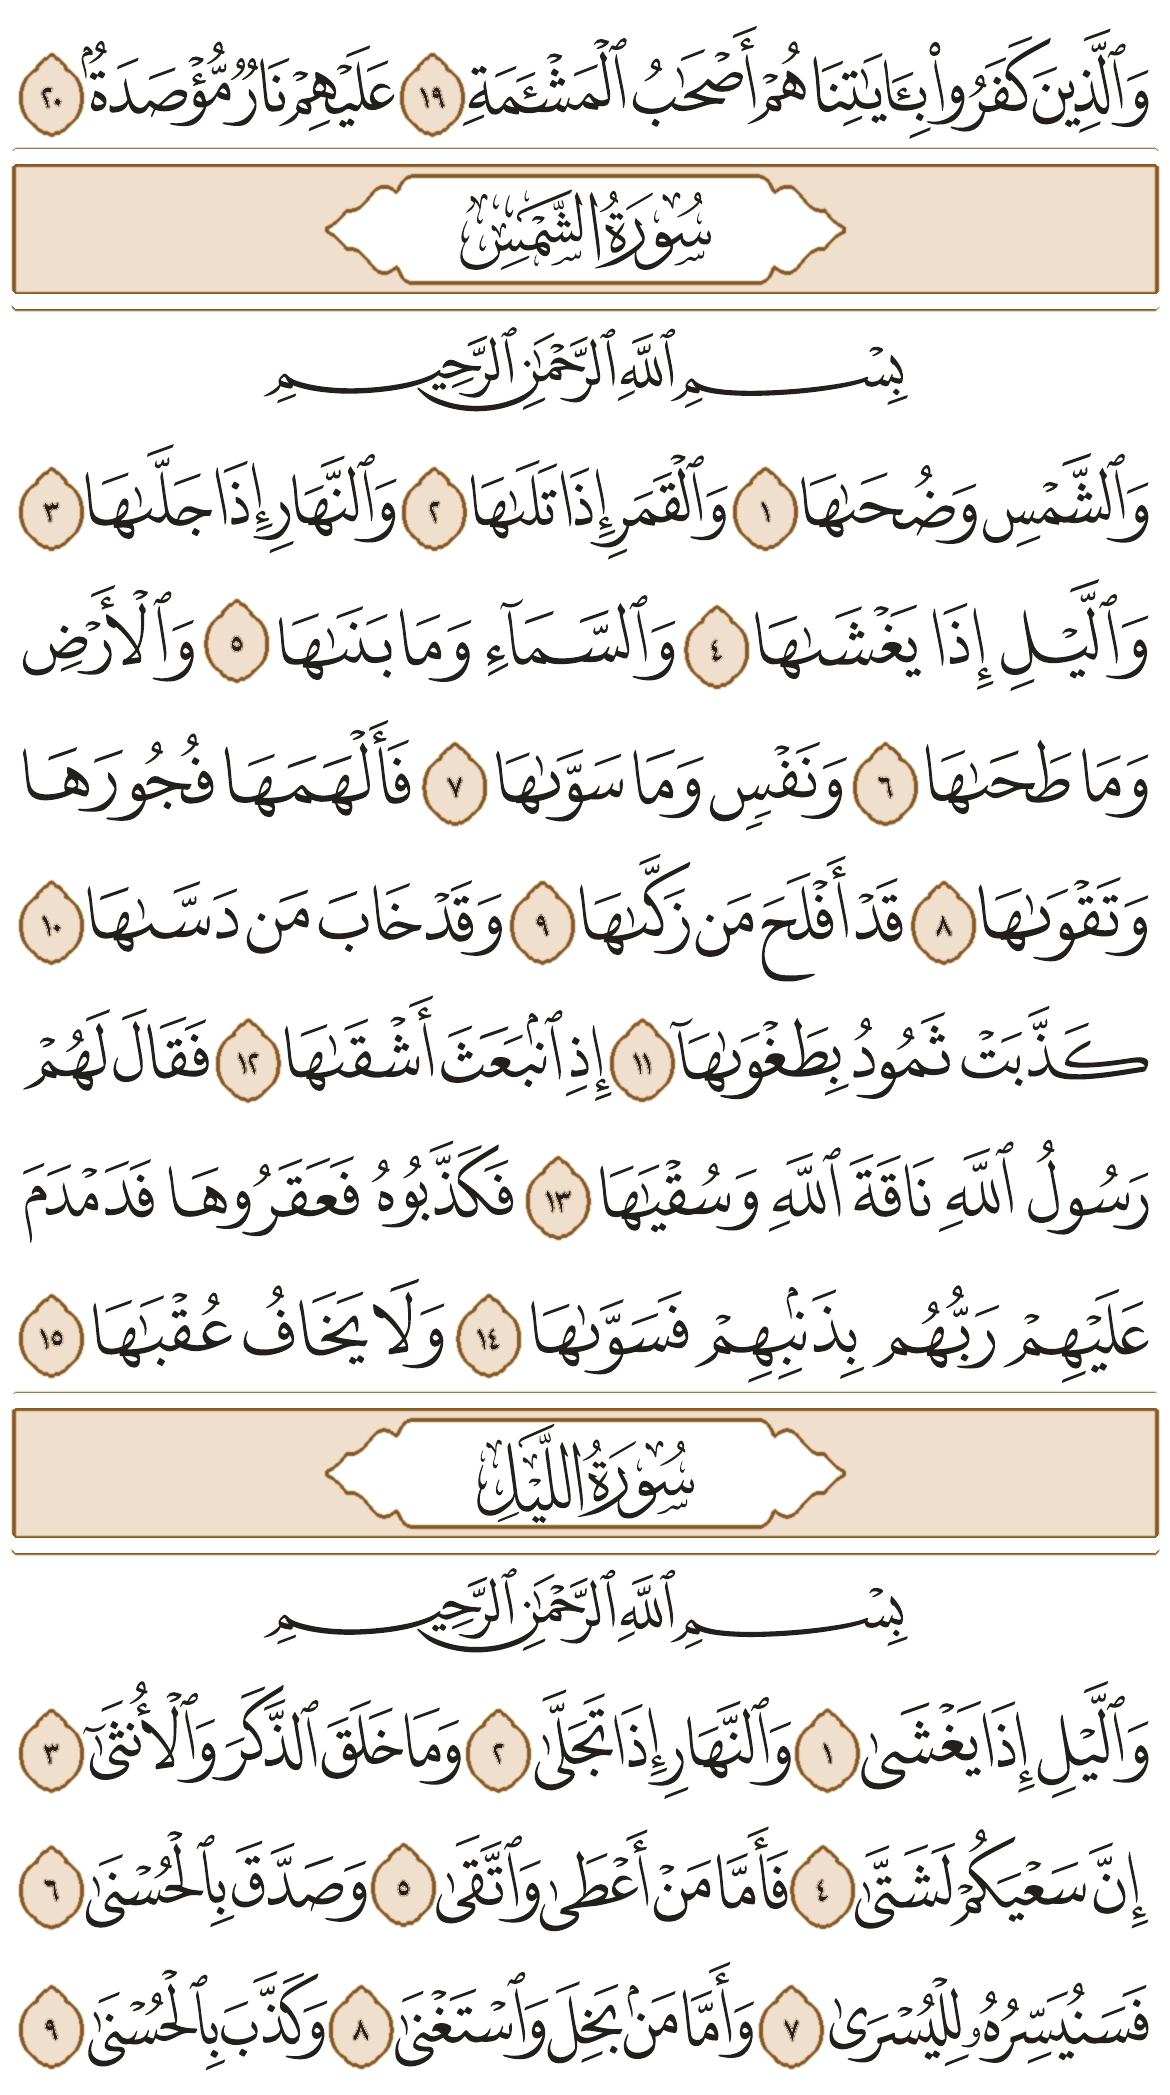 وَٱلَّذِينَ كَفَرُوا۟ بِـَٔايَـٰتِنَا هُمْ أَصْحَـٰبُ ٱلْمَشْـَٔمَةِ ١٩ عَلَيْهِمْ نَارٌ مُّؤْصَدَةٌۢ ٢٠
سُورَةُ الشَّمْسِ
بِسْمِ ٱللَّهِ ٱلرَّحْمَـٰنِ ٱلرَّحِيمِ
وَٱلشَّمْسِ وَضُحَىٰهَا ١ وَٱلْقَمَرِ إِذَا تَلَىٰهَا ٢ وَٱلنَّهَارِ إِذَا جَلَّىٰهَا ٣
وَٱلَّيْلِ إِذَا يَغْشَىٰهَا ٤ وَٱلسَّمَآءِ وَمَا بَنَىٰهَا ٥ وَٱلْأَرْضِ
وَمَا طَحَىٰهَا ٦ وَنَفْسٍ وَمَا سَوَّىٰهَا ٧ فَأَلْهَمَهَا فُجُورَهَا
وَتَقْوَىٰهَا ٨ قَدْ أَفْلَحَ مَن زَكَّىٰهَا ٩ وَقَدْ خَابَ مَن دَسَّىٰهَا ١٠
كَذَّبَتْ ثَمُودُ بِطَغْوَىٰهَآ ١١ إِذِ ٱنۢبَعَثَ أَشْقَىٰهَا ١٢ فَقَالَ لَهُمْ
رَسُولُ ٱللَّهِ نَاقَةَ ٱللَّهِ وَسُقْيَـٰهَا ١٣ فَكَذَّبُوهُ فَعَقَرُوهَا فَدَمْدَمَ
عَلَيْهِمْ رَبُّهُم بِذَنۢبِهِمْ فَسَوَّىٰهَا ١٤ وَلَا يَخَافُ عُقْبَـٰهَا ١٥
سُورَةُ اللَّيْلِ
بِسْمِ ٱللَّهِ ٱلرَّحْمَـٰنِ ٱلرَّحِيمِ
وَٱلَّيْلِ إِذَا يَغْشَىٰ ١ وَٱلنَّهَارِ إِذَا تَجَلَّىٰ ٢ وَمَا خَلَقَ ٱلذَّكَرَ وَٱلْأُنثَىٰٓ ٣
إِنَّ سَعْيَكُمْ لَشَتَّىٰ ٤ فَأَمَّا مَنْ أَعْطَىٰ وَٱتَّقَىٰ ٥ وَصَدَّقَ بِٱلْحُسْنَىٰ ٦
فَسَنُيَسِّرُهُۥ لِلْيُسْرَىٰ ٧ وَأَمَّا مَنۢ بَخِلَ وَٱسْتَغْنَىٰ ٨ وَكَذَّبَ بِٱلْحُسْنَىٰ ٩